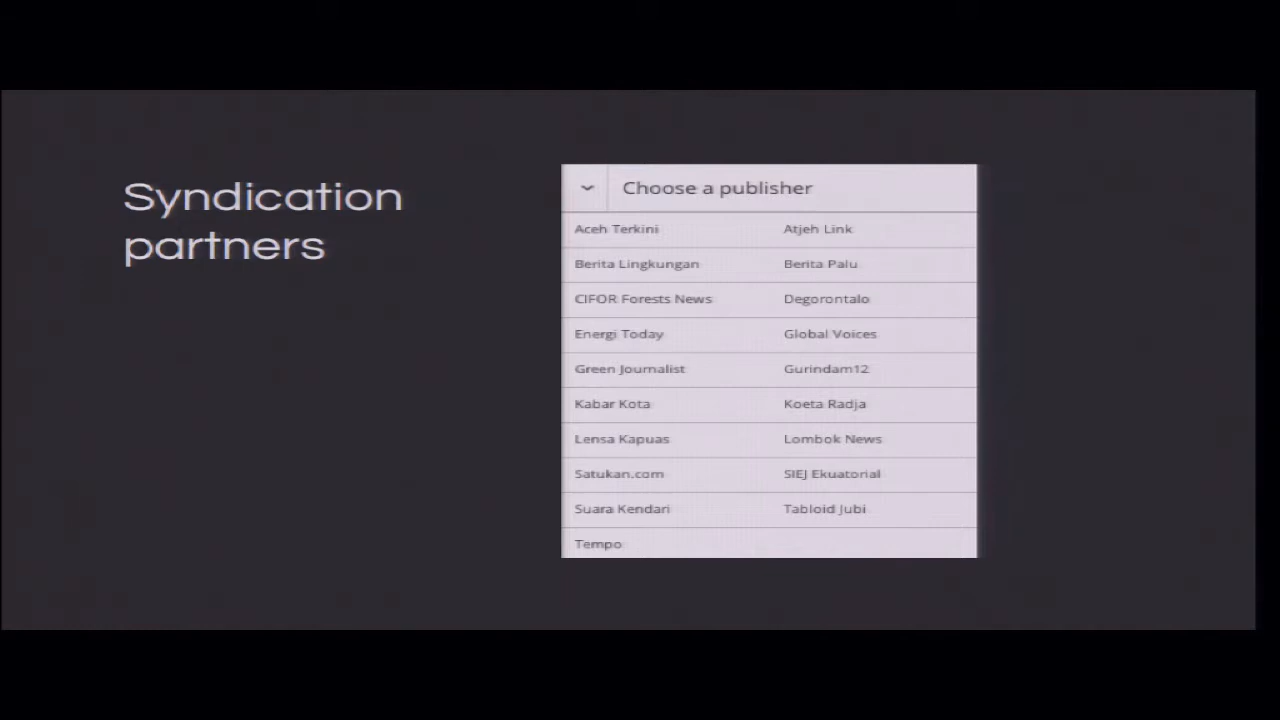 Syndication
partners
Choose a publisher
Aceh Terkini Atjeh Link
Berita Lingkungan Berita Palu
CIFOR Forests News Degorontalo
Energi Today Global Voices
Green Journalist Gurindam12
Kabar Kota Koeta Radja
Lensa Kapuas Lombok News
Satukan.com SIEJ Ekuatorial
Suara Kendari Tabloid Jubi
Tempo